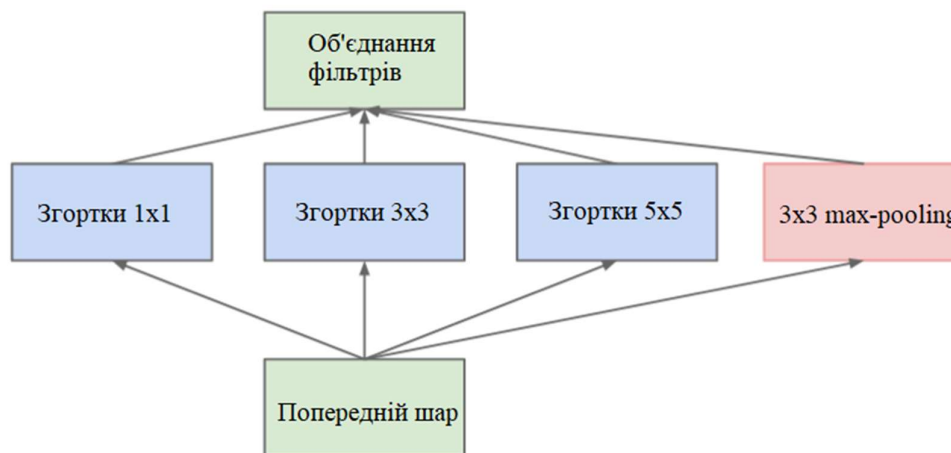 Об'єднання
фільтрів
Згортки 1x1
Згортки 3x3
Згортки 5x5
3x3 max-pooling
Попередній шар